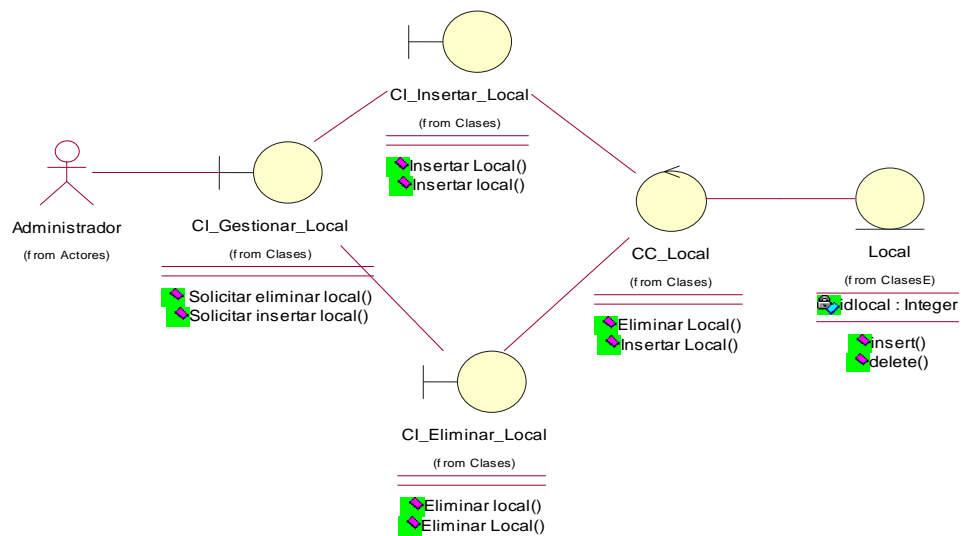 CI_Insertar_Local
(from Clases)
Insertar Local()
Insertar local()
Administrador
(from Actores)
CI_Gestionar_Local
(from Clases)
Solicitar eliminar local()
Solicitar insertar local()
CC_Local
(from Clases)
Eliminar Local()
Insertar Local()
Local
(from ClasesE)
idlocal : Integer
insert()
delete()
CI_Eliminar_Local
(from Clases)
Eliminar local()
Eliminar Local()